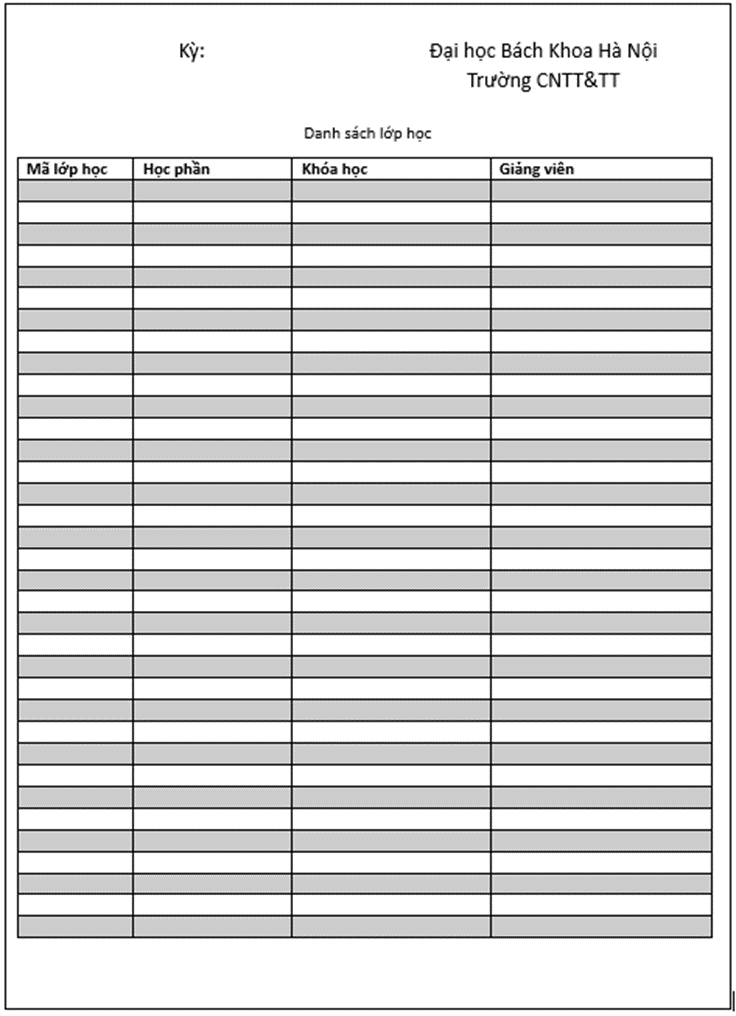 Kỳ:
Đại học Bách Khoa Hà Nội
Trường CNTT&TT
Danh sách lớp học
Mã lớp học Học phần Khóa học Giảng viên